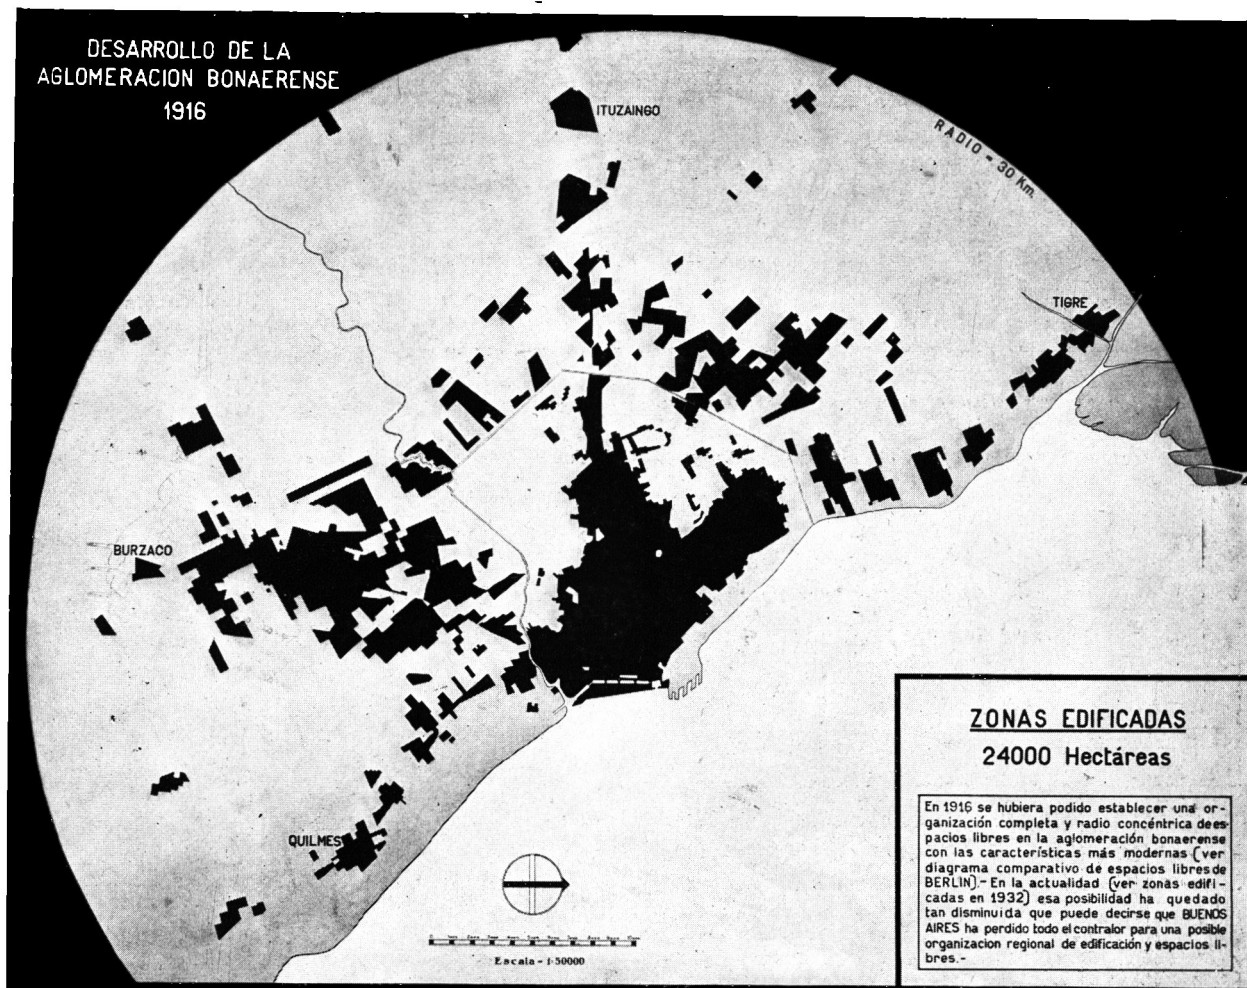 DESARROLLO DE LA
AGLOMERACION BONAERENSE
1916
ITUZAINGO
RADIO - 30 Km.
TIGRE
BURZACO
QUILMES
Escala - 1·50000
ZONAS EDIFICADAS
24000 Hectáreas
En 1916 se hubiera podido establecer una or-
ganización completa y radio concéntrica de es-
pacios libres en la aglomeración bonaerense
con las características más modernas (ver
diagrama comparativo de espacios libres de
BERLIN).- En la actualidad (ver zonas edifi-
cadas en 1932) esa posibilidad ha quedado
tan disminuida que puede decirse que BUENOS
AIRES ha perdido todo el contralor para una posible
organizacion regional de edificación y espacios li-
bres.-